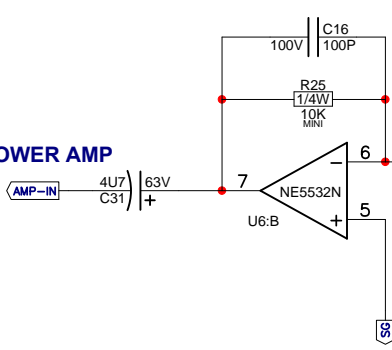 C16
100V 100P
R25
1/4W
10K
MINI
OWER AMP
AMP-IN
4U7 63V
C31 +
7
NE5532N
U6:B
−
6
+
5
SG